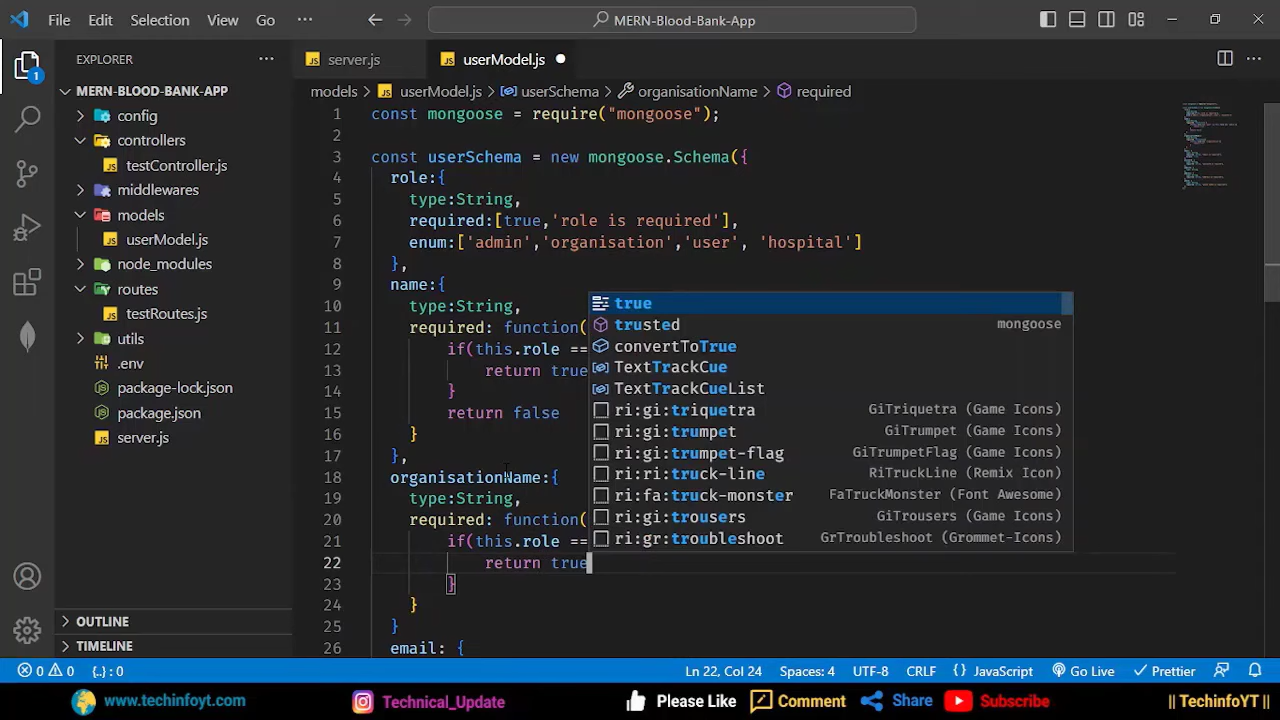 File Edit Selection View Go ··· MERN-Blood-Bank-App
EXPLORER ···
MERN-BLOOD-BANK-APP
config
controllers
testController.js
middlewares
models
userModel.js
node_modules
routes
testRoutes.js
utils
.env
package-lock.json
package.json
server.js
OUTLINE
TIMELINE
1
JS server.js JS userModel.js
models JS userModel.js userSchema organisationName required
1 const mongoose = require("mongoose");
2
3 const userSchema = new mongoose.Schema({
4 role:{
5 type:String,
6 required:[true,'role is required'],
7 enum:['admin','organisation','user', 'hospital']
8 },
9 name:{
10 type:String,
11 required: function(
12 if(this.role ==
13 return true
14 }
15 return false
16 }
17 },
18 organisationName:{
19 type:String,
20 required: function(
21 if(this.role ==
22 return true
23 }
24 }
25 }
26 email: {
true
trusted mongoose
convertToTrue
TextTrackCue
TextTrackCueList
ri:gi:triquetra GiTriquetra (Game Icons)
ri:gi:trumpet GiTrumpet (Game Icons)
ri:gi:trumpet-flag GiTrumpetFlag (Game Icons)
ri:ri:truck-line RiTruckLine (Remix Icon)
ri:fa:truck-monster FaTruckMonster (Font Awesome)
ri:gi:trousers GiTrousers (Game Icons)
ri:gr:troubleshoot GrTroubleshoot (Grommet-Icons)
0 0 {..} : 0 Ln 22, Col 24 Spaces: 4 UTF-8 CRLF {} JavaScript Go Live Prettier
www.techinfoyt.com Technical_Update Please Like Comment Share Subscribe || TechinfoYT ||